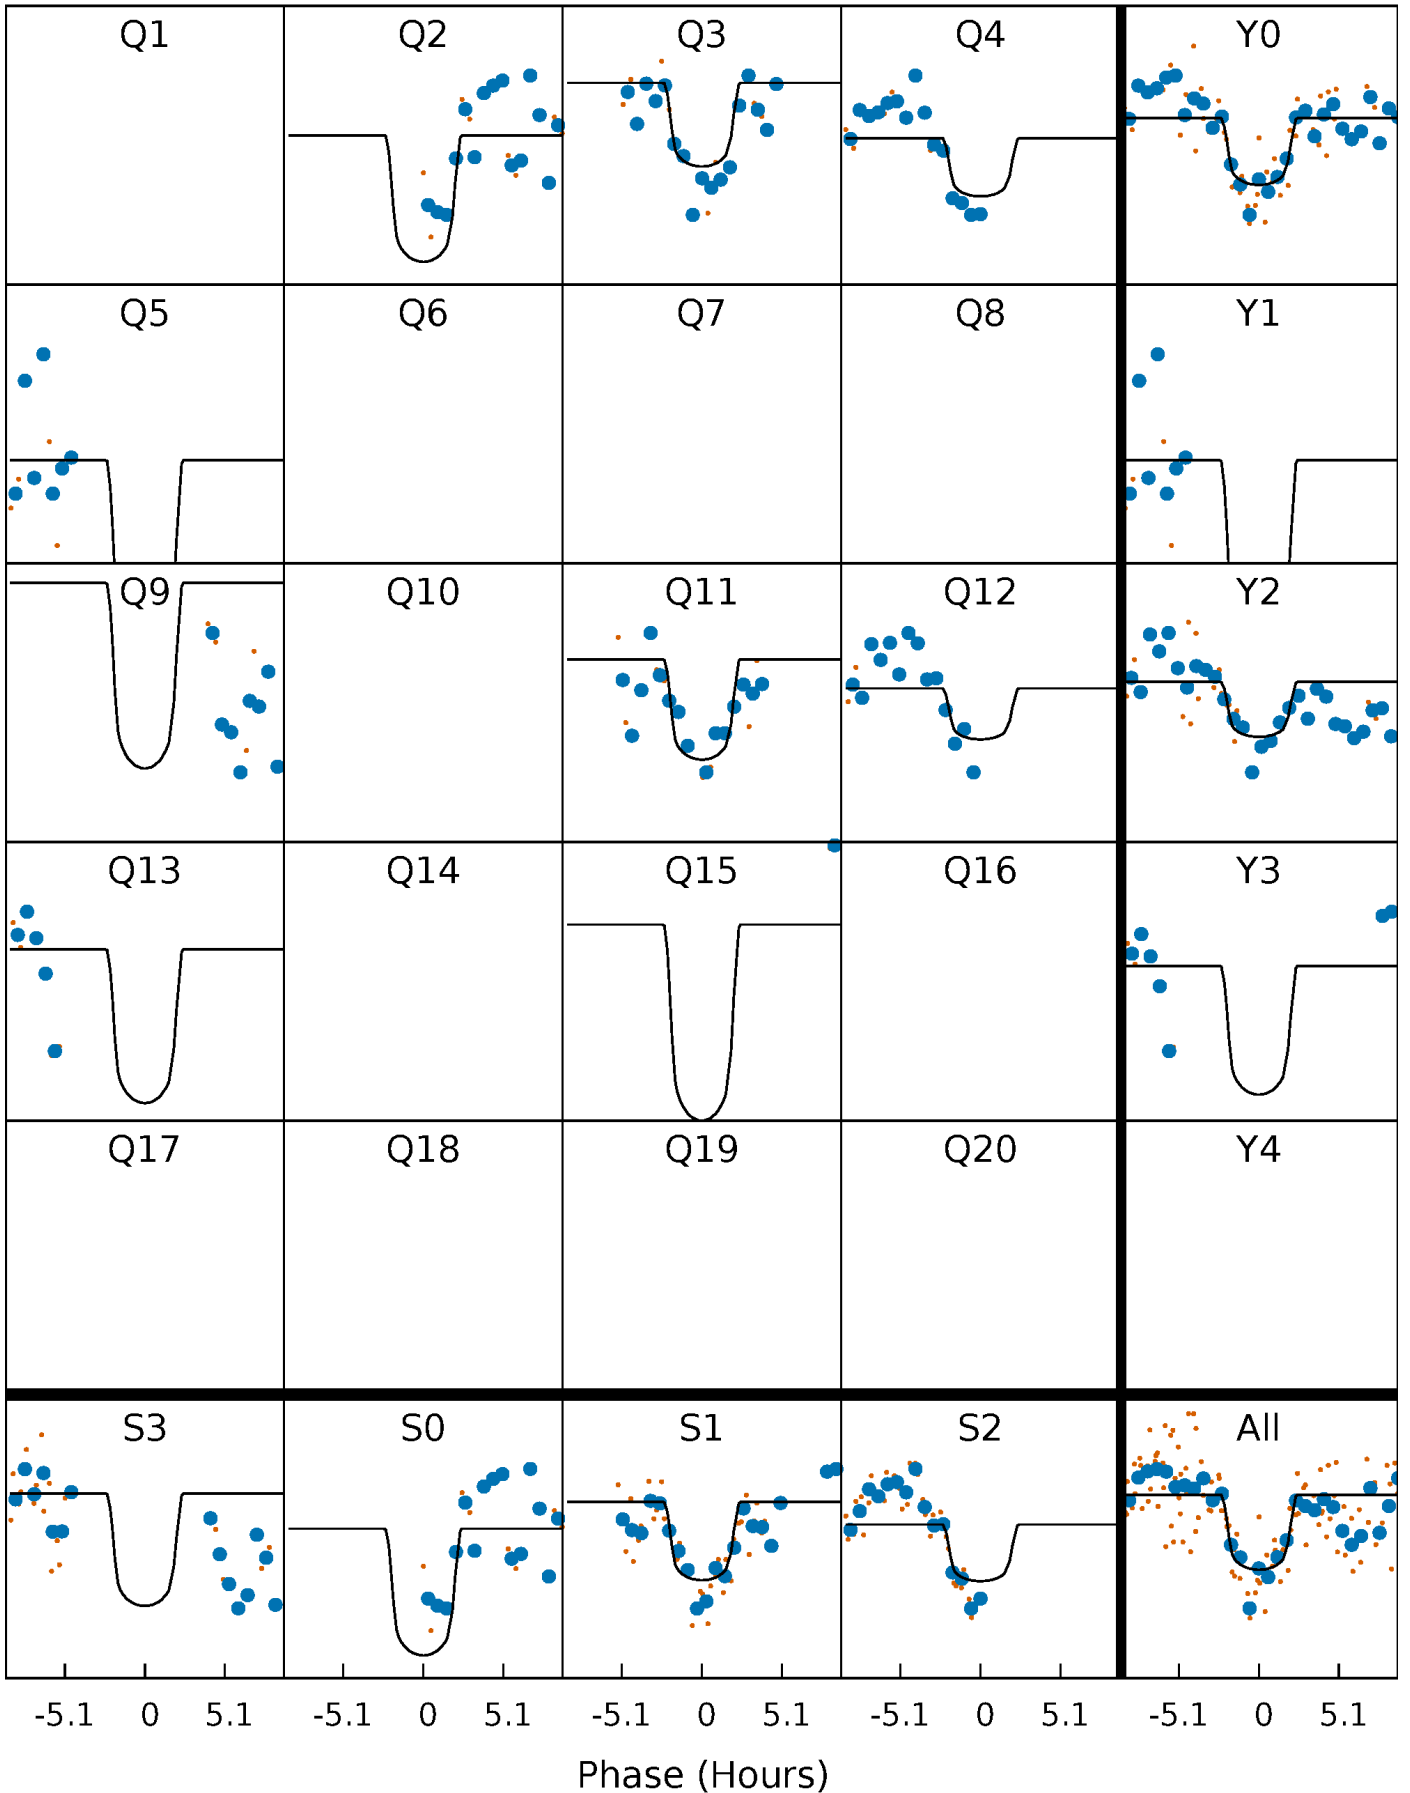 Q1 Q2 Q3 Q4 Y0
Q5 Q6 Q7 Q8 Y1
Q9 Q10 Q11 Q12 Y2
Q13 Q14 Q15 Q16 Y3
Q17 Q18 Q19 Q20 Y4
S3 S0 S1 S2 All
-5.1 0 5.1 -5.1 0 5.1 -5.1 0 5.1 -5.1 0 5.1 -5.1 0 5.1
Phase (Hours)